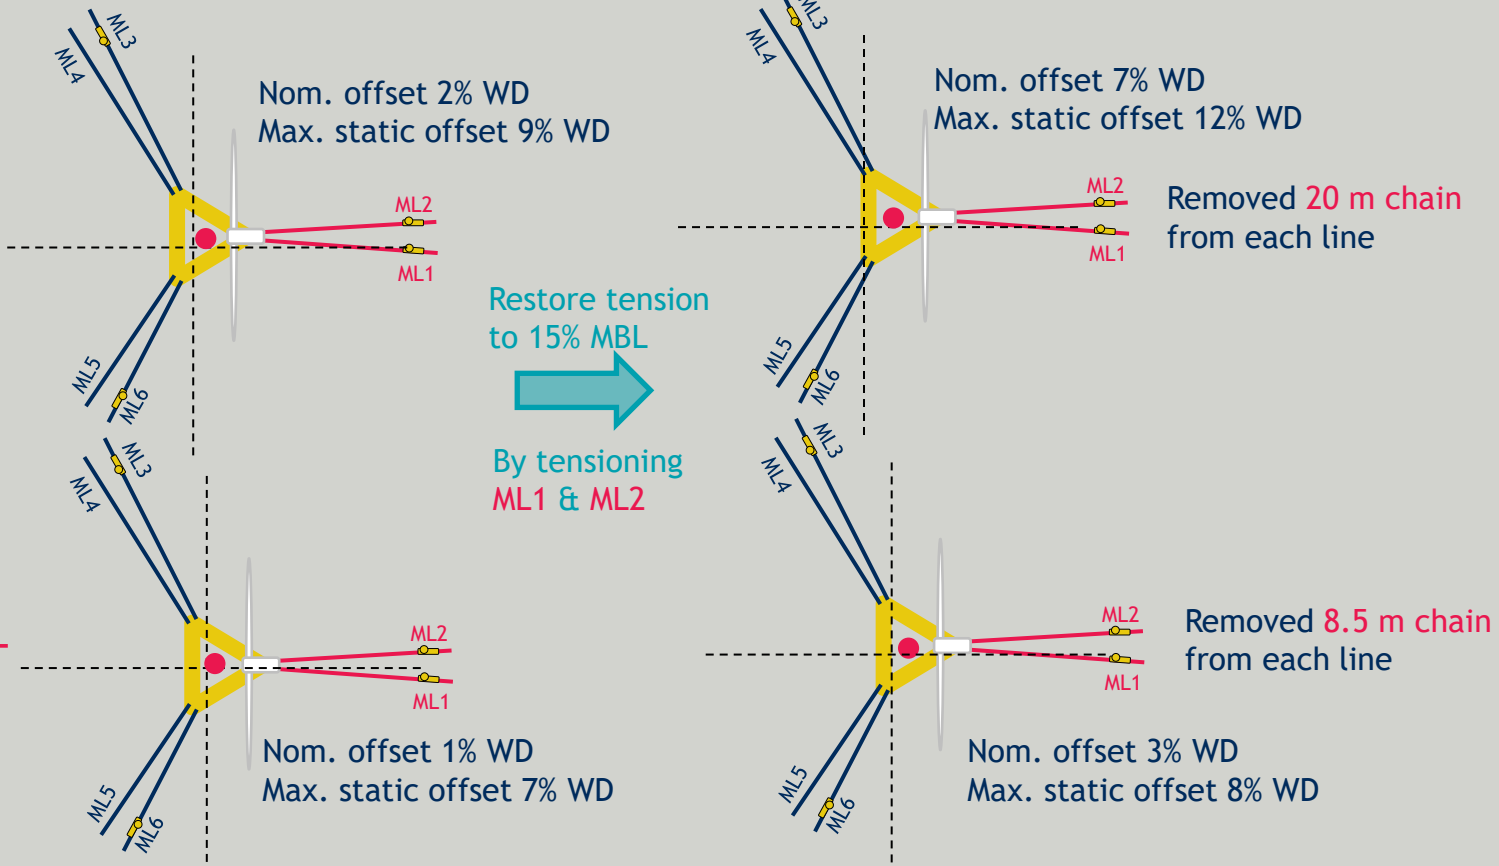 ML3
ML4
Nom. offset 2% WD
Max. static offset 9% WD
ML2
ML1
ML5
ML6
ML3
ML4
Nom. offset 7% WD
Max. static offset 12% WD
ML2
ML1
Removed 20 m chain
from each line
ML5
ML6
Restore tension
to 15% MBL
By tensioning
ML1 & ML2
ML3
ML4
ML2
ML1
ML5
ML6
Nom. offset 1% WD
Max. static offset 7% WD
ML3
ML4
ML2
ML1
Removed 8.5 m chain
from each line
ML5
ML6
Nom. offset 3% WD
Max. static offset 8% WD